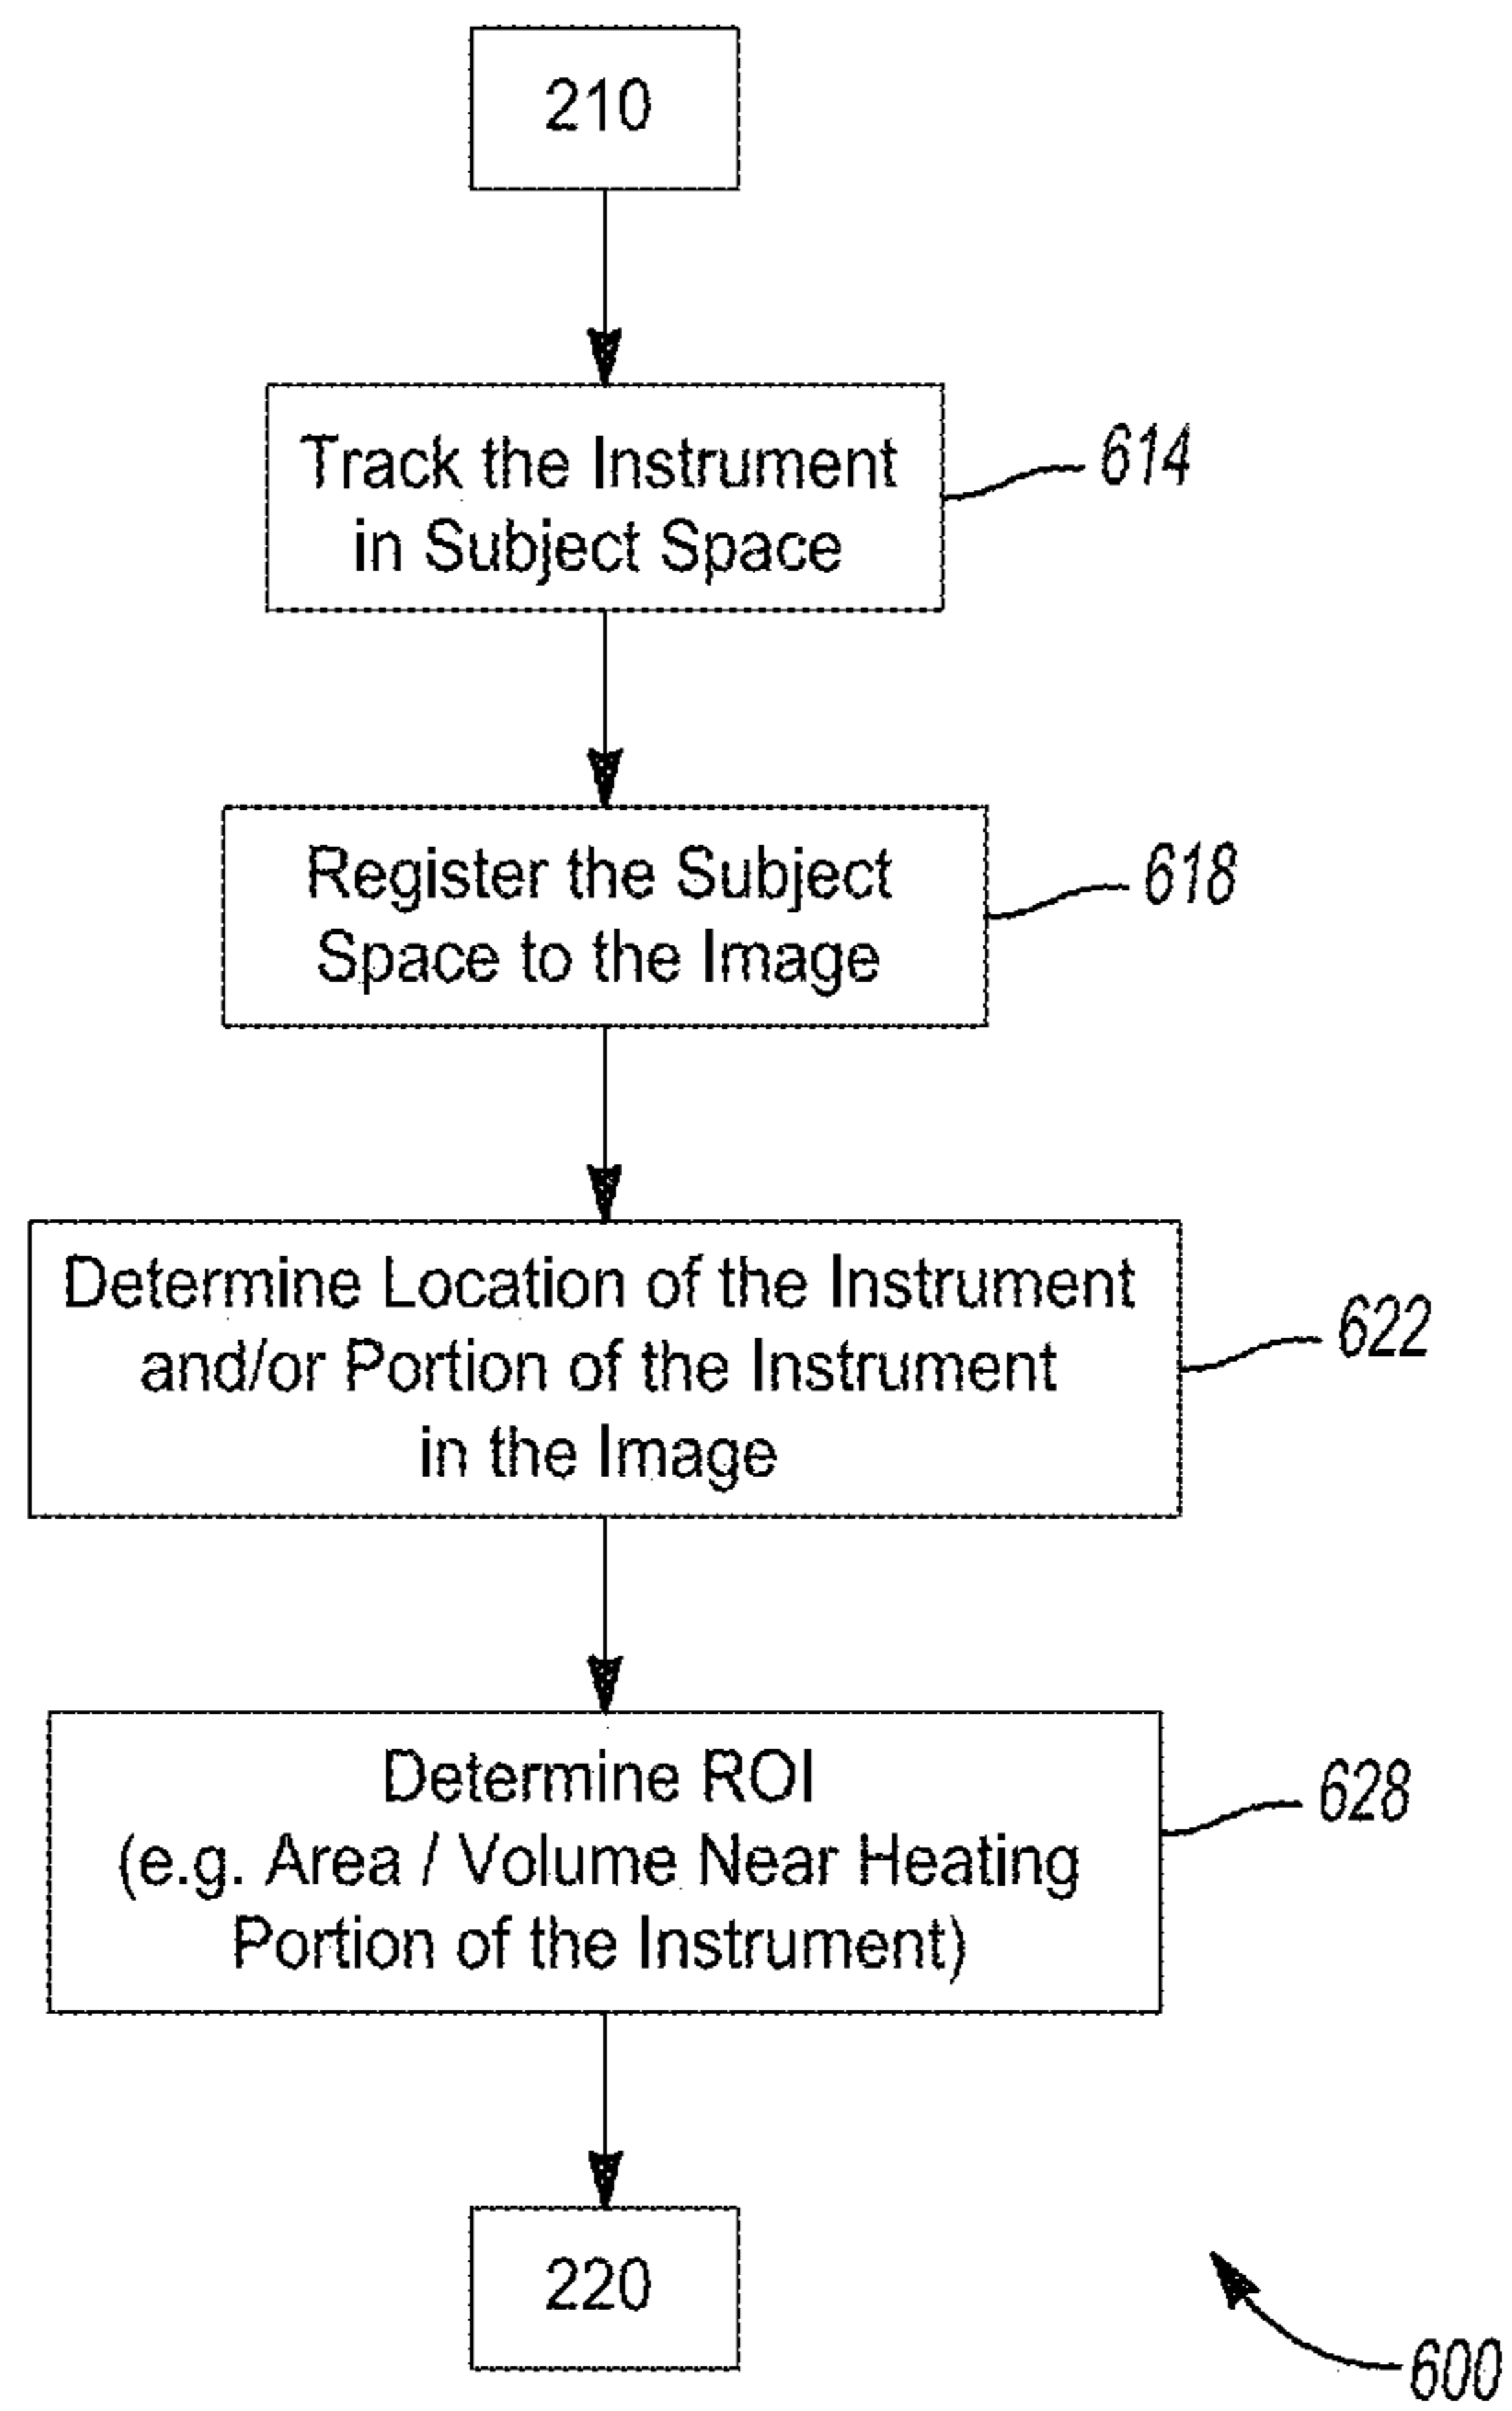 210
Track the Instrument
in Subject Space
614
Register the Subject
Space to the Image
618
Determine Location of the Instrument
and/or Portion of the Instrument
in the Image
622
Determine ROI
(e.g. Area / Volume Near Heating
Portion of the Instrument)
628
220
600